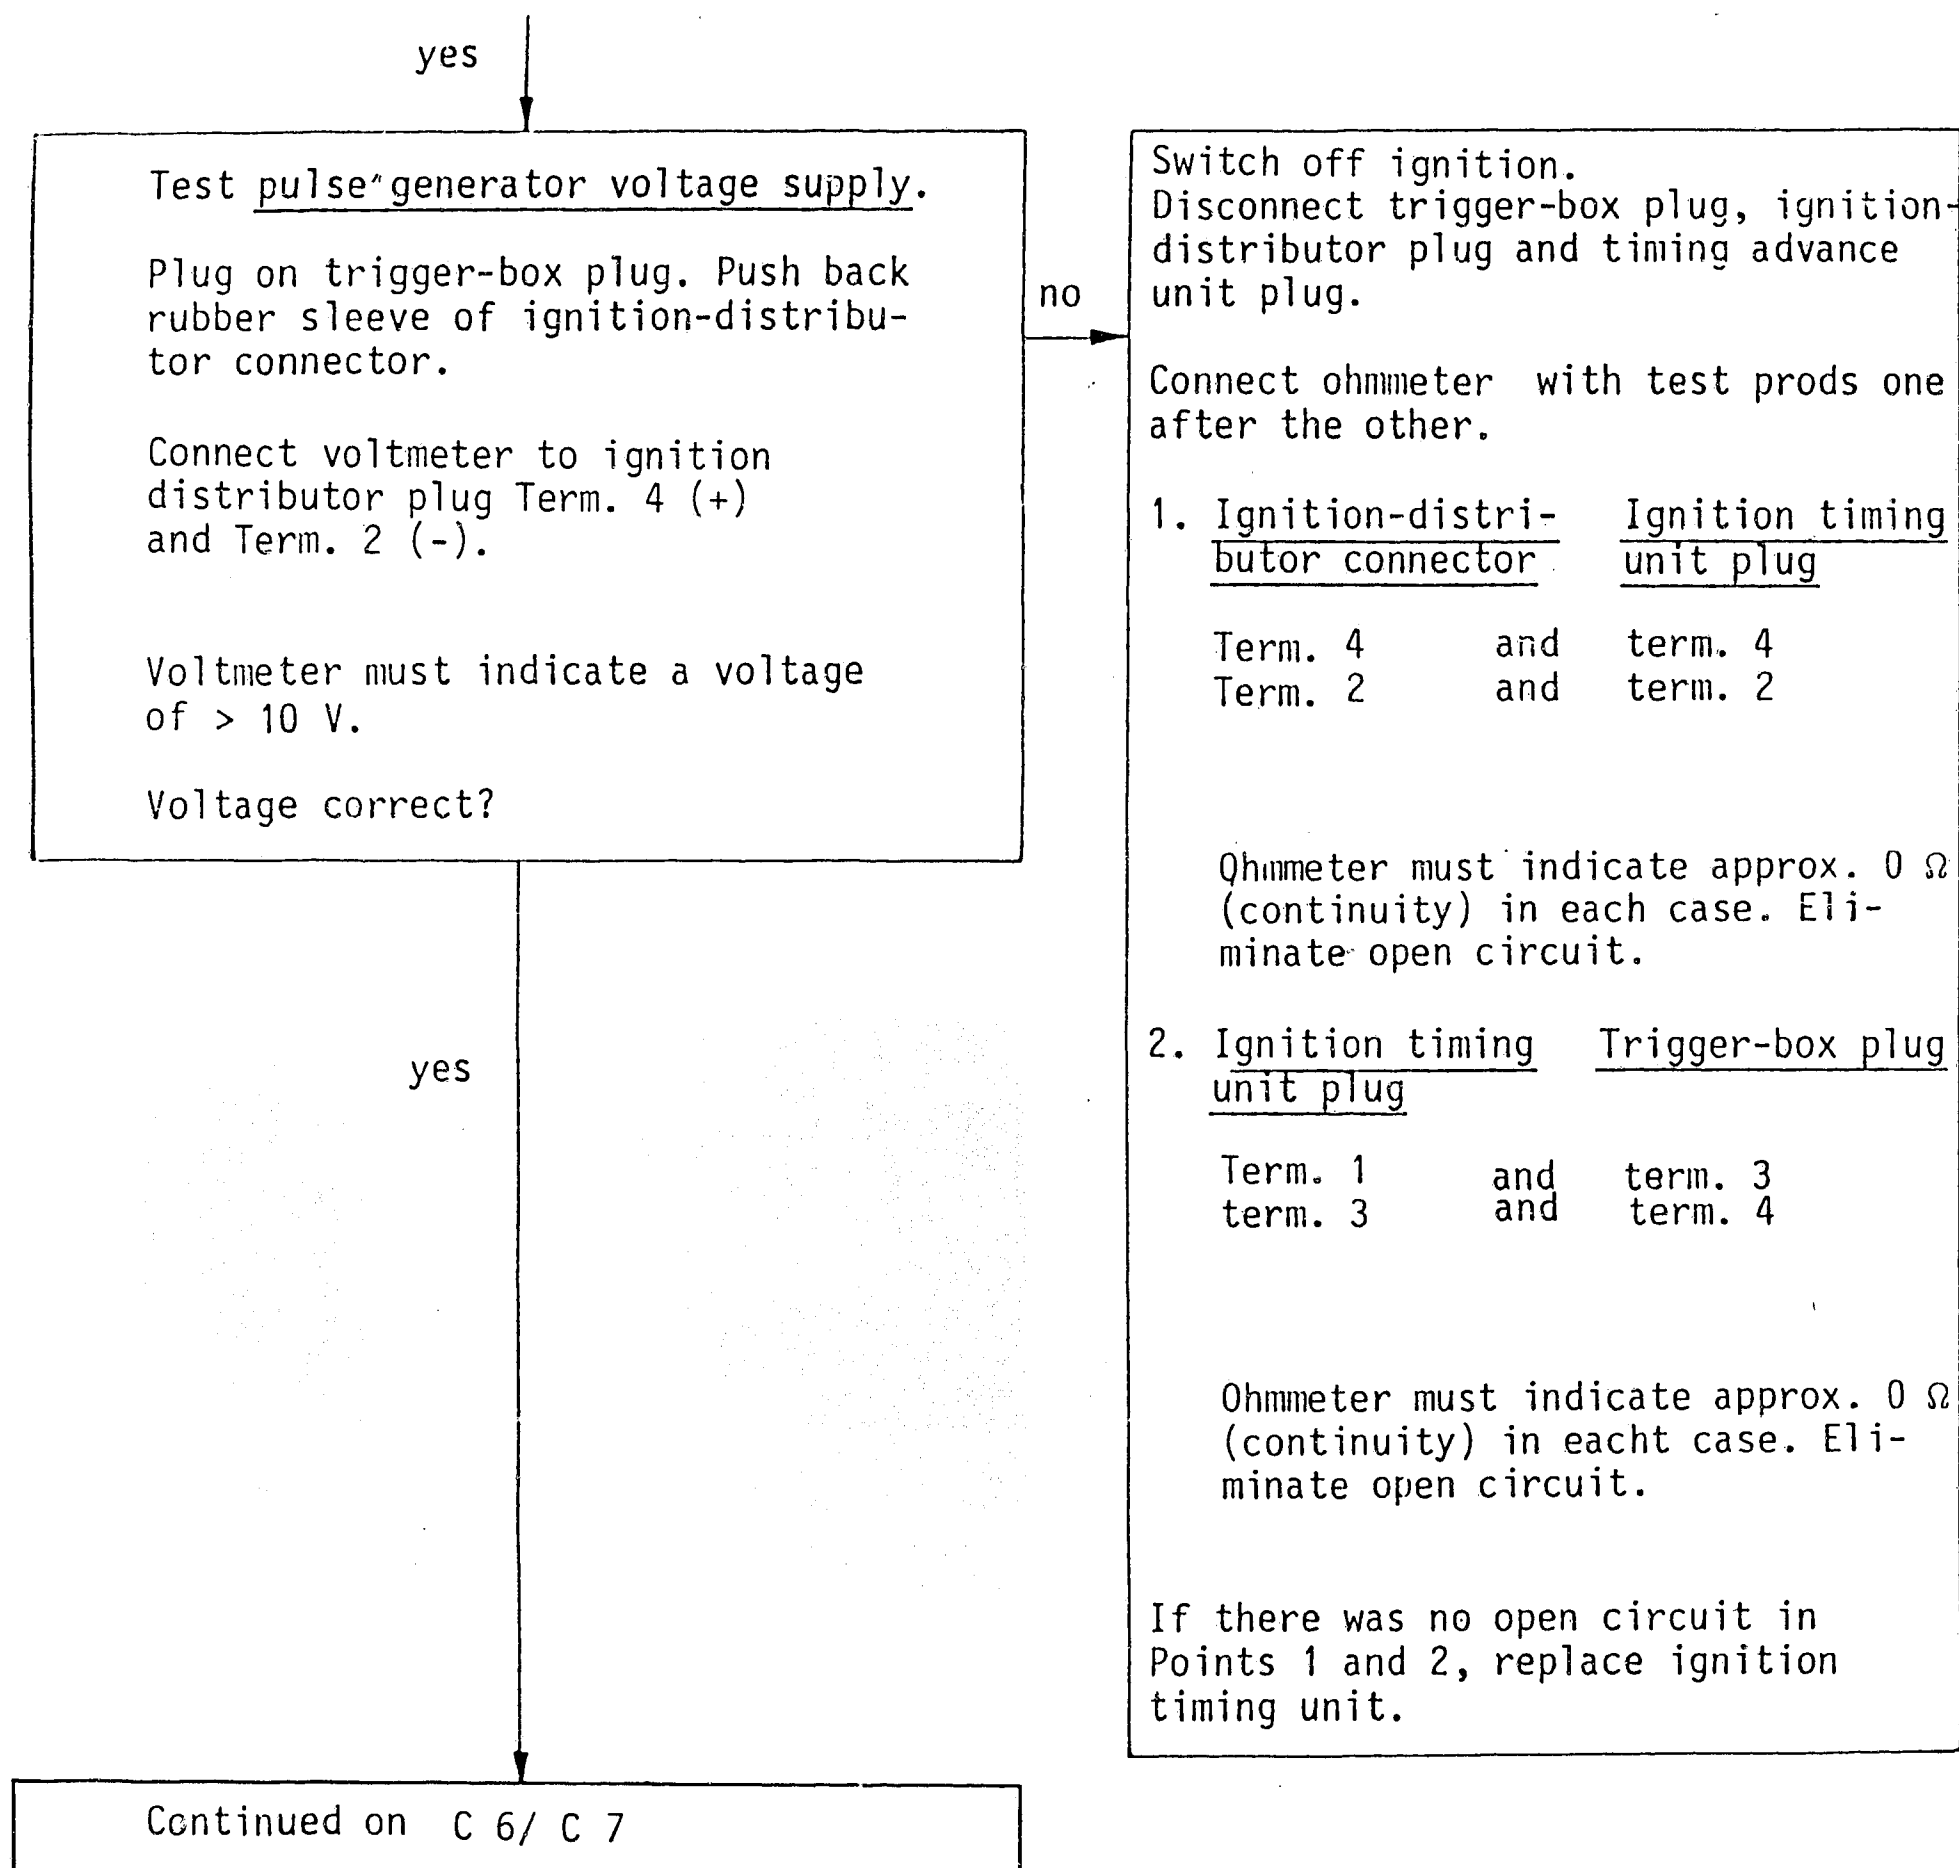 yes
Test pulse generator voltage supply.
Plug on trigger-box plug. Push back
rubber sleeve of ignition-distribu-
tor connector.
Connect voltmeter to ignition
distributor plug Term. 4 (+)
and Term. 2 (-).
Voltmeter must indicate a voltage
of > 10 V.
Voltage correct?
no
Switch off ignition.
Disconnect trigger-box plug, ignition-
distributor plug and timing advance
unit plug.
Connect ohmmeter with test prods one
after the other.
1. Ignition-distri- Ignition timing
butor connector unit plug
Term. 4 and term. 4
Term. 2 and term. 2
Ohmmeter must indicate approx. 0 Ω
(continuity) in each case. Eli-
minate open circuit.
2. Ignition timing Trigger-box plug
unit plug
Term. 1 and term. 3
term. 3 and term. 4
Ohmmeter must indicate approx. 0 Ω
(continuity) in eacht case. Eli-
minate open circuit.
If there was no open circuit in
Points 1 and 2, replace ignition
timing unit.
yes
Continued on C 6/ C 7